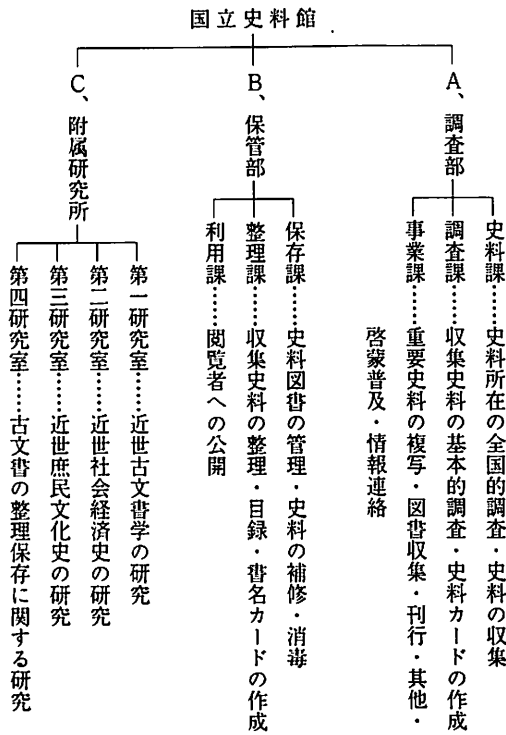 国立史料館
A、調査部
史料課……史料所在の全国的調査・史料の収集
調査課……収集史料の基本的調査・史料カードの作成
事業課……重要史料の複写・図書収集・刊行・其他・
啓蒙普及・情報連絡
B、保管部
保存課……史料図書の管理・史料の補修・消毒
整理課……収集史料の整理・目録・書名カードの作成
利用課……閲覧者への公開
C、附属研究所
第一研究室……近世古文書学の研究
第二研究室……近世社会経済史の研究
第三研究室……近世庶民文化史の研究
第四研究室……古文書の整理保存に関する研究